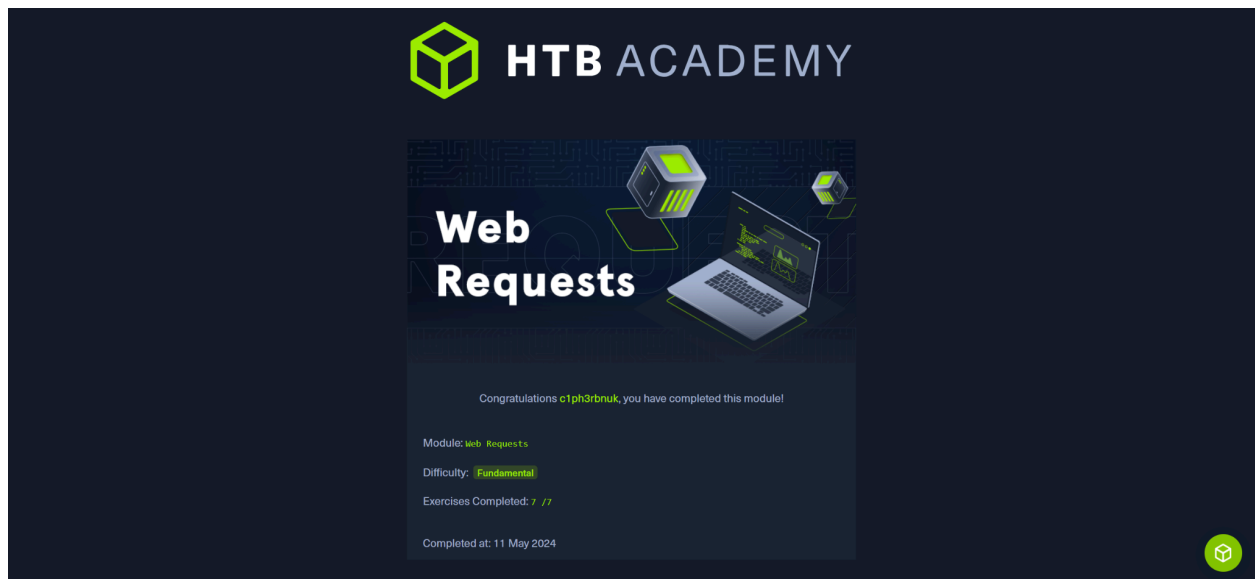 HTB ACADEMY
Web
Requests
Congratulations c1ph3rbnuk, you have completed this module!
Module: Web Requests
Difficulty: Fundamental
Exercises Completed: 7 /7
Completed at: 11 May 2024